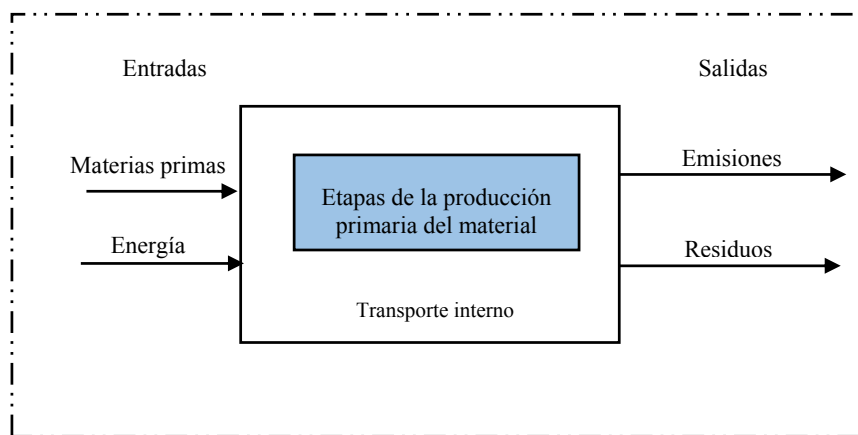 Entradas
Salidas
Materias primas
Emisiones
Etapas de la producción
primaria del material
Energía
Residuos
Transporte interno